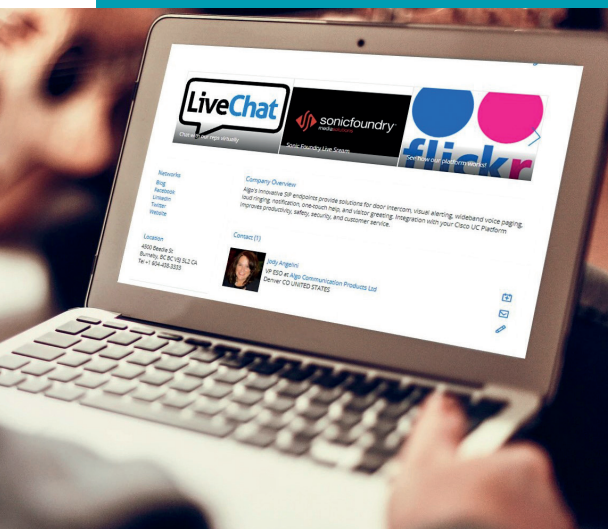 LiveChat
Chat with our reps virtually
sonicfoundry
mediasite
Sonic Foundry Live Stream
flickr
See how our platform works!
Networks
Blog
Facebook
LinkedIn
Twitter
Website
Company Overview
Algo's innovative SIP endpoints provide solutions for door intercom, visual alerting, wideband voice paging,
loud ringing, notification, one-touch help, and visitor greeting. Integration with your Cisco UC Platform
improves productivity, safety, security, and customer service.
Location
4500 Beedie St
Burnaby, BC BC V5J 5L2 CA
Tel +1 604-438-3333
Contact (1)
Jody Angelini
VP ESD at Algo Communication Products Ltd
Denver CO UNITED STATES